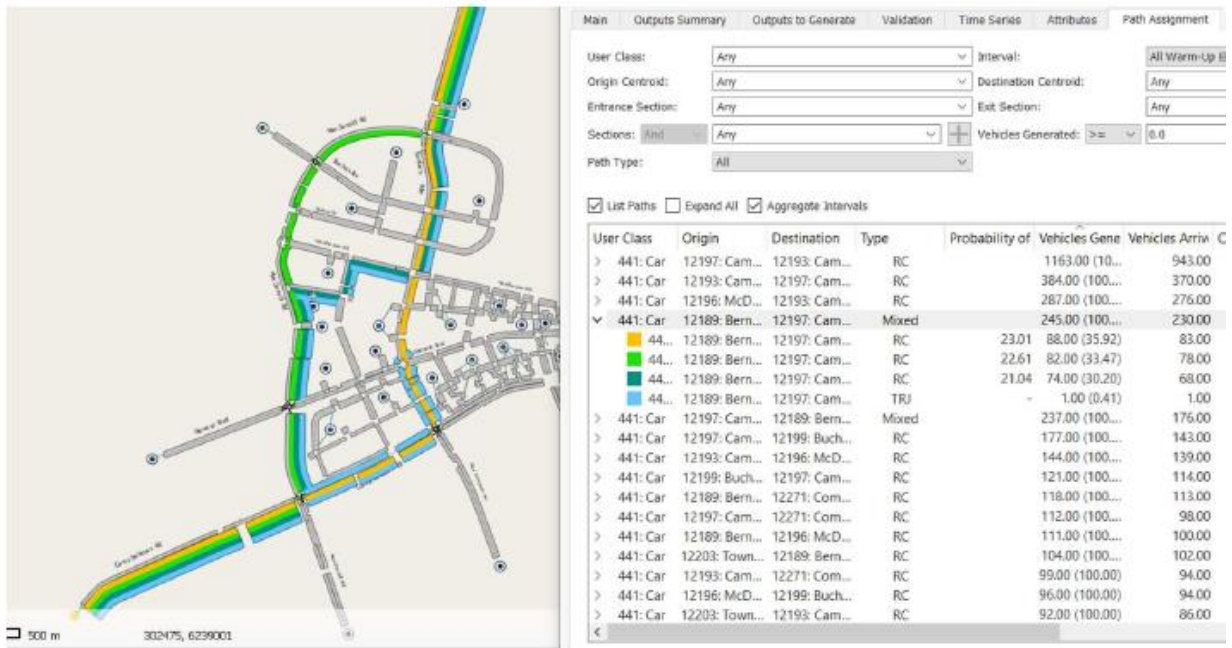 Main Outputs Summary Outputs to Generate Validation Time Series Attributes Path Assignment
User Class: Any Interval: All Warm-Up E
Origin Centroid: Any Destination Centroid: Any
Entrance Section: Any Exit Section: Any
Sections: And Any Vehicles Generated: >= 0.0
Path Type: All
List Paths Expand All Aggregate Intervals
User Class Origin Destination Type Probability of Vehicles Gene Vehicles Arriv C
441: Car 12197: Cam... 12193: Cam... RC 1163.00 (10... 943.00
441: Car 12193: Cam... 12197: Cam... RC 384.00 (100.... 370.00
441: Car 12196: McD... 12193: Cam... RC 287.00 (100.... 276.00
441: Car 12189: Bern... 12197: Cam... Mixed 245.00 (100.... 230.00
44... 12189: Bern... 12197: Cam... RC 23.01 88.00 (35.92) 83.00
44... 12189: Bern... 12197: Cam... RC 22.61 82.00 (33.47) 78.00
44... 12189: Bern... 12197: Cam... RC 21.04 74.00 (30.20) 68.00
44... 12189: Bern... 12197: Cam... TRJ - 1.00 (0.41) 1.00
441: Car 12197: Cam... 12189: Bern... Mixed 237.00 (100.... 176.00
441: Car 12197: Cam... 12199: Buch... RC 177.00 (100.... 143.00
441: Car 12193: Cam... 12196: McD... RC 144.00 (100.... 139.00
441: Car 12199: Buch... 12197: Cam... RC 121.00 (100.... 114.00
441: Car 12189: Bern... 12271: Com... RC 118.00 (100.... 113.00
441: Car 12197: Cam... 12271: Com... RC 112.00 (100.... 98.00
441: Car 12189: Bern... 12196: McD... RC 111.00 (100.... 100.00
441: Car 12203: Town... 12189: Bern... RC 104.00 (100.... 102.00
441: Car 12193: Cam... 12271: Com... RC 99.00 (100.00) 94.00
441: Car 12196: McD... 12199: Buch... RC 96.00 (100.00) 94.00
441: Car 12203: Town... 12193: Cam... RC 92.00 (100.00) 86.00
500 m 302475, 6239001